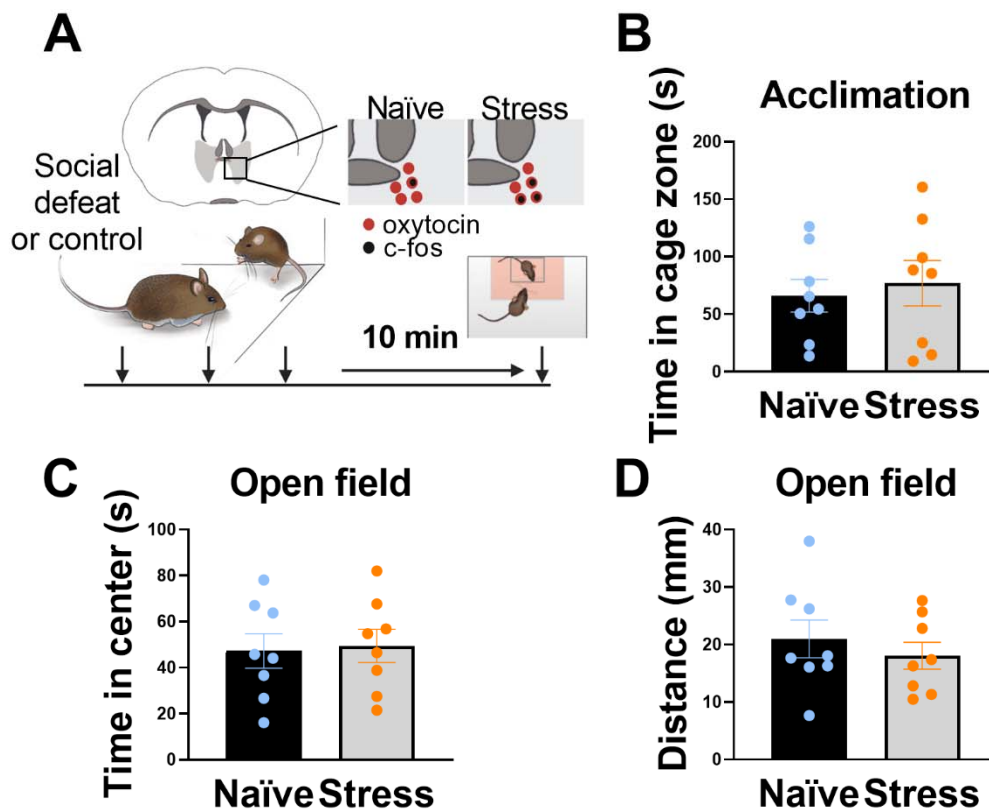 A
Naïve Stress
Social
defeat
or control
oxytocin
c-fos
10 min
B
Acclimation
Time in cage zone (s)
200
150
100
50
0
Naïve Stress
C
Open field
Time in center (s)
100
80
60
40
20
0
Naïve Stress
D
Open field
Distance (mm)
40
30
20
10
0
Naïve Stress